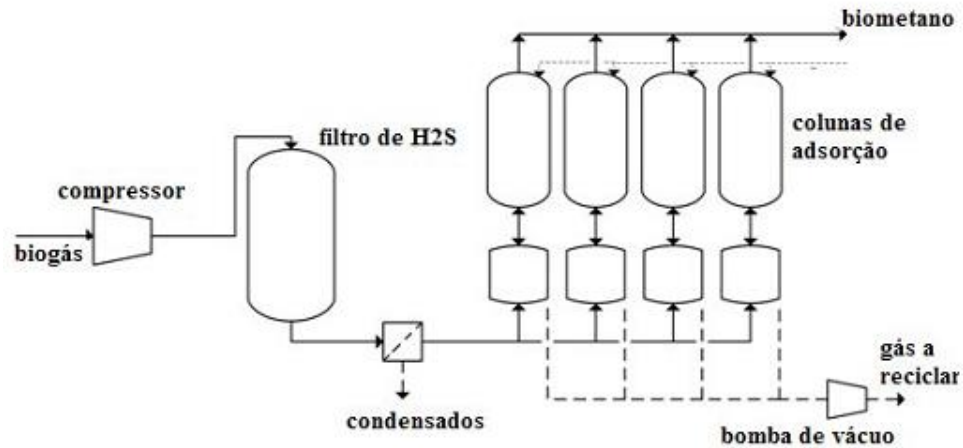 biometano
filtro de H2S
colunas de
adsorção
compressor
biogás
condensados
gás a
reciclar
bomba de vácuo